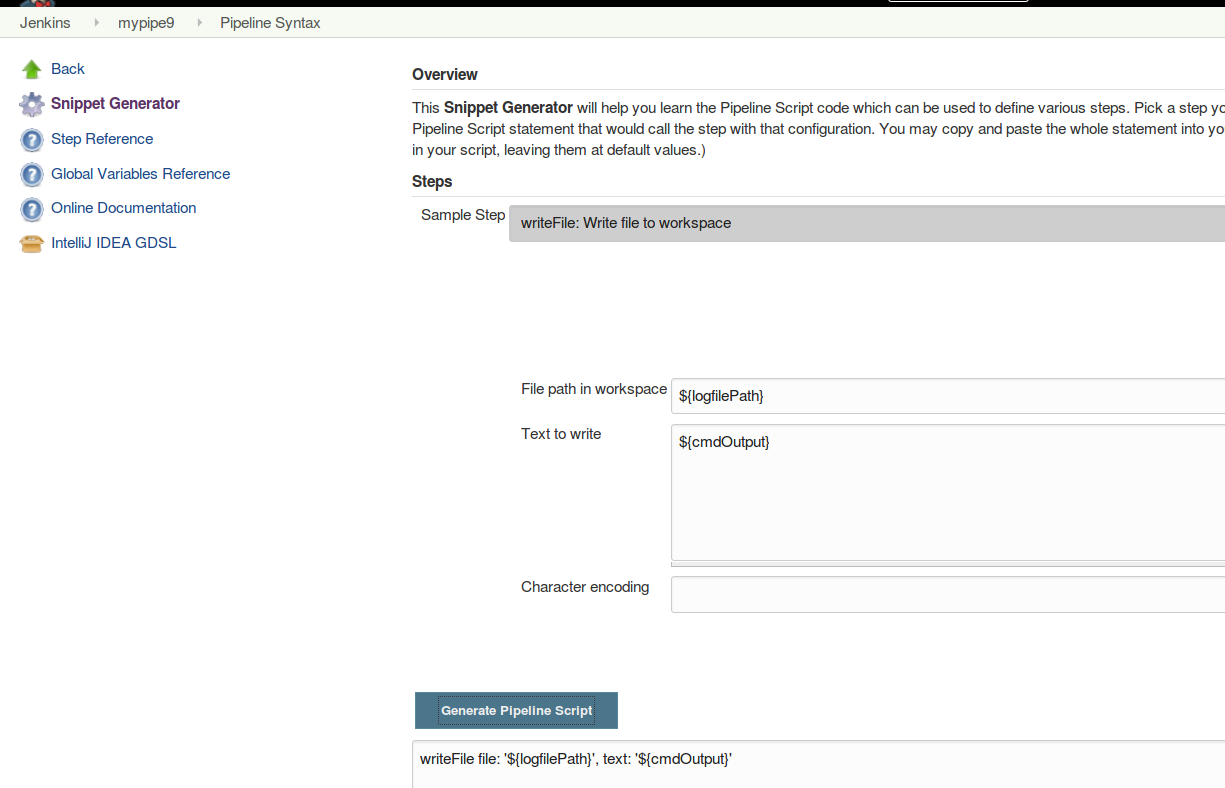 Jenkins mypipe9 Pipeline Syntax
Back
Snippet Generator
Step Reference
Global Variables Reference
Online Documentation
IntelliJ IDEA GDSL
Overview
This Snippet Generator will help you learn the Pipeline Script code which can be used to define various steps. Pick a step yo
Pipeline Script statement that would call the step with that configuration. You may copy and paste the whole statement into yo
in your script, leaving them at default values.)
Steps
Sample Step writeFile: Write file to workspace
File path in workspace ${logfilePath}
Text to write ${cmdOutput}
Character encoding
Generate Pipeline Script
writeFile file: '${logfilePath}', text: '${cmdOutput}'